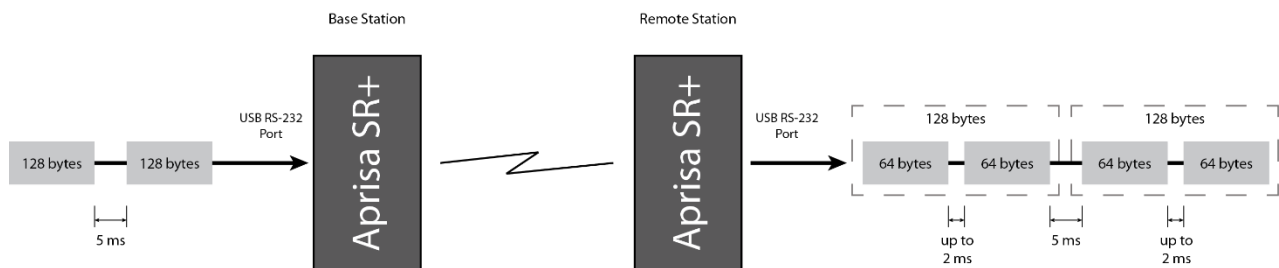 Base Station
Remote Station
USB RS-232
Port
USB RS-232
Port
Aprisa SR+
Aprisa SR+
128 bytes
128 bytes
128 bytes
128 bytes
64 bytes
64 bytes
64 bytes
64 bytes
5 ms
up to
2 ms
5 ms
up to
2 ms